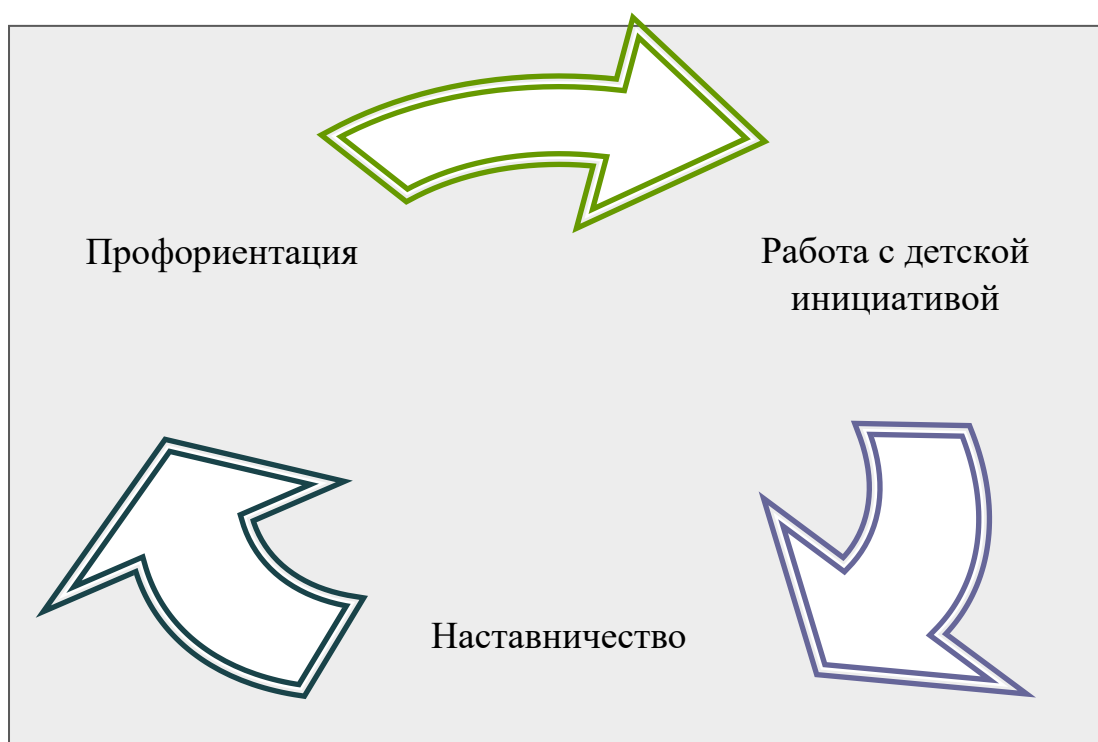 Профориентация
Работа с детской
инициативой
Наставничество